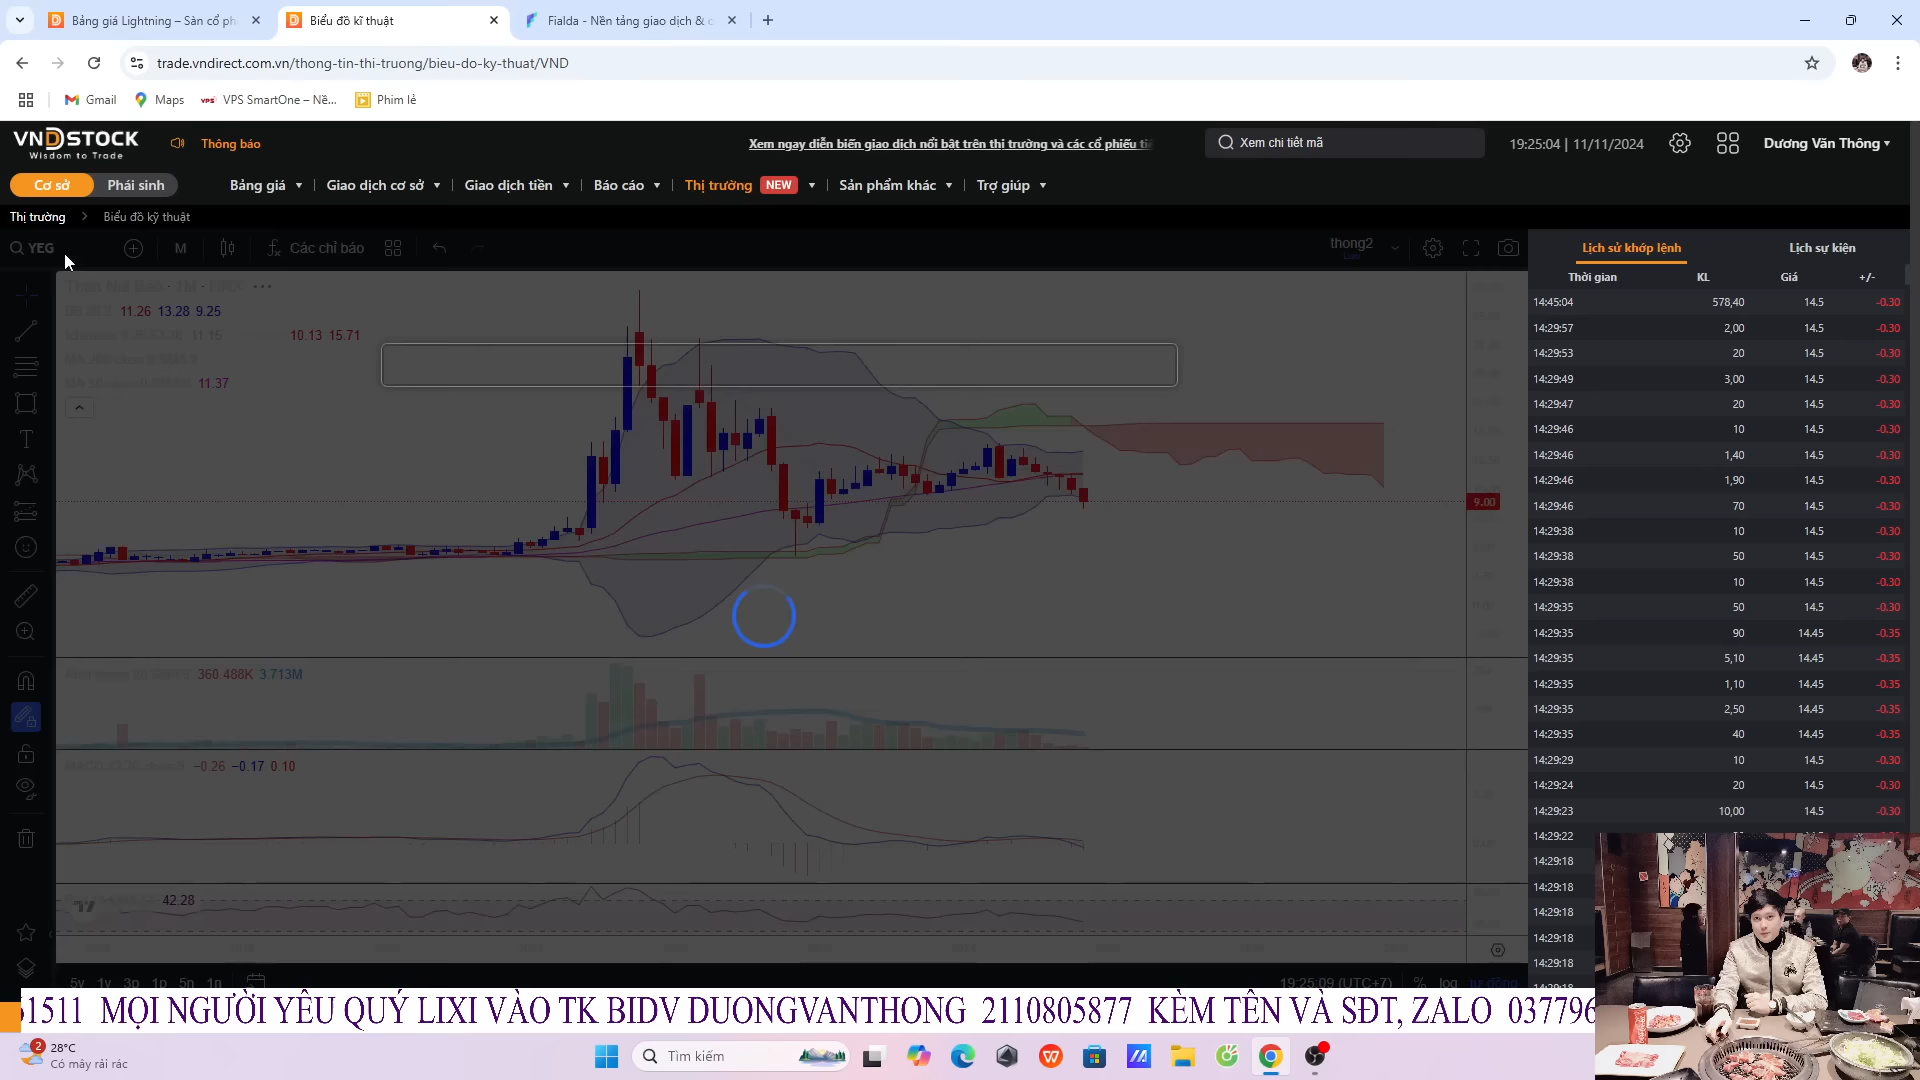 Bảng giá Lightning – Sàn cổ ph
Biểu đồ kĩ thuật
Fialda - Nền tảng giao dịch & c
trade.vndirect.com.vn/thong-tin-thi-truong/bieu-do-ky-thuat/VND
Gmail
Maps
VPS SmartOne – Nề...
Phim lẻ
VNDSTOCK
Wisdom to Trade
Thông báo
Xem ngay diễn biến giao dịch nổi bật trên thị trường và các cổ phiếu
Xem chi tiết mã
19:25:04 | 11/11/2024
Dương Văn Thông
Cơ sở
Phái sinh
Bảng giá
Giao dịch cơ sở
Giao dịch tiền
Báo cáo
Thị trường NEW
Sản phẩm khác
Trợ giúp
Thị trường
Biểu đồ kỹ thuật
YEG
M
Các chỉ báo
thong2
Lịch sử khớp lệnh
Lịch sự kiện
Thời gian KL Giá +/-
11.26 13.28 9.25
11.15 10.13 15.71
11.37
9.00
360.488K 3.713M
−0.26 −0.17 0.10
42.28
14:45:04 578,40 14.5 -0.30
14:29:57 2,00 14.5 -0.30
14:29:53 20 14.5 -0.30
14:29:49 3,00 14.5 -0.30
14:29:47 20 14.5 -0.30
14:29:46 10 14.5 -0.30
14:29:46 1,40 14.5 -0.30
14:29:46 1,90 14.5 -0.30
14:29:46 70 14.5 -0.30
14:29:38 10 14.5 -0.30
14:29:38 50 14.5 -0.30
14:29:38 10 14.5 -0.30
14:29:35 50 14.5 -0.30
14:29:35 90 14.45 -0.35
14:29:35 5,10 14.45 -0.35
14:29:35 1,10 14.45 -0.35
14:29:35 2,50 14.45 -0.35
14:29:35 40 14.45 -0.35
14:29:29 10 14.5 -0.30
14:29:24 20 14.5 -0.30
14:29:23 10,00 14.5 -0.30
14:29:22
14:29:18
14:29:18
14:29:18
14:29:18
14:29:18
5y 1y 3p 1p 5n 1n
19:25:09 (UTC+7) % log tự động
51511 MỌI NGƯỜI YÊU QUÝ LIXI VÀO TK BIDV DUONGVANTHONG 2110805877 KÈM TÊN VÀ SĐT, ZALO 037796
2
28°C
Có mây rải rác
Tìm kiếm